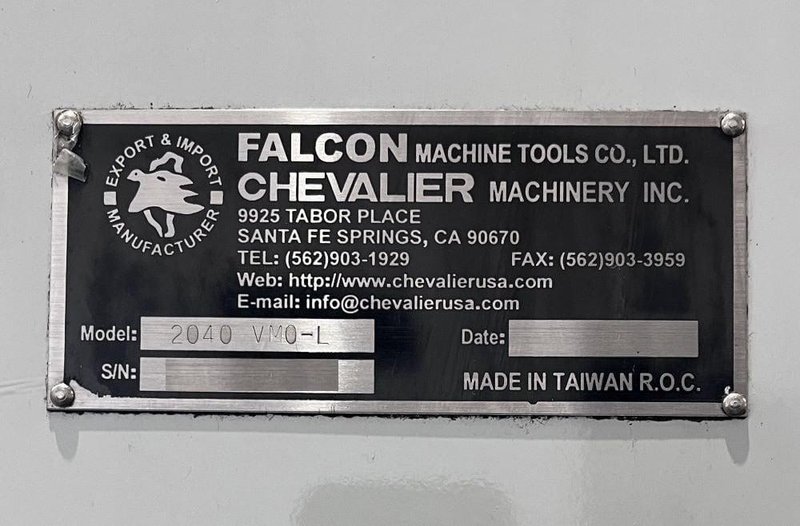 EXPORT & IMPORT
MANUFACTURER
FALCON MACHINE TOOLS CO., LTD.
CHEVALIER MACHINERY INC.
9925 TABOR PLACE
SANTA FE SPRINGS, CA 90670
TEL: (562)903-1929 FAX: (562)903-3959
Web: http://www.chevalierusa.com
E-mail: info@chevalierusa.com
Model: 2040 VMO-L Date:
S/N:
MADE IN TAIWAN R.O.C.